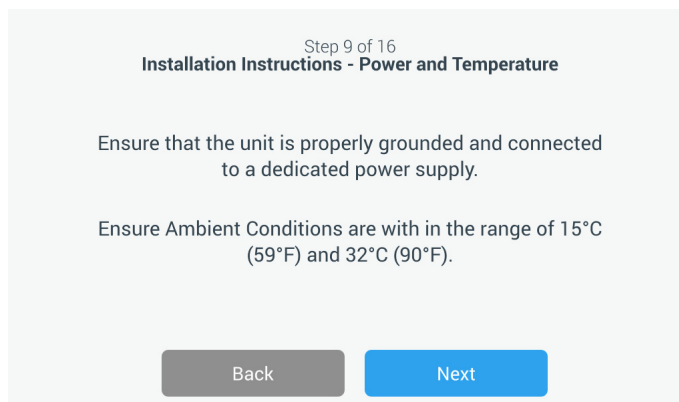 Step 9 of 16
Installation Instructions - Power and Temperature
Ensure that the unit is properly grounded and connected
to a dedicated power supply.
Ensure Ambient Conditions are with in the range of 15°C
(59°F) and 32°C (90°F).
Back
Next